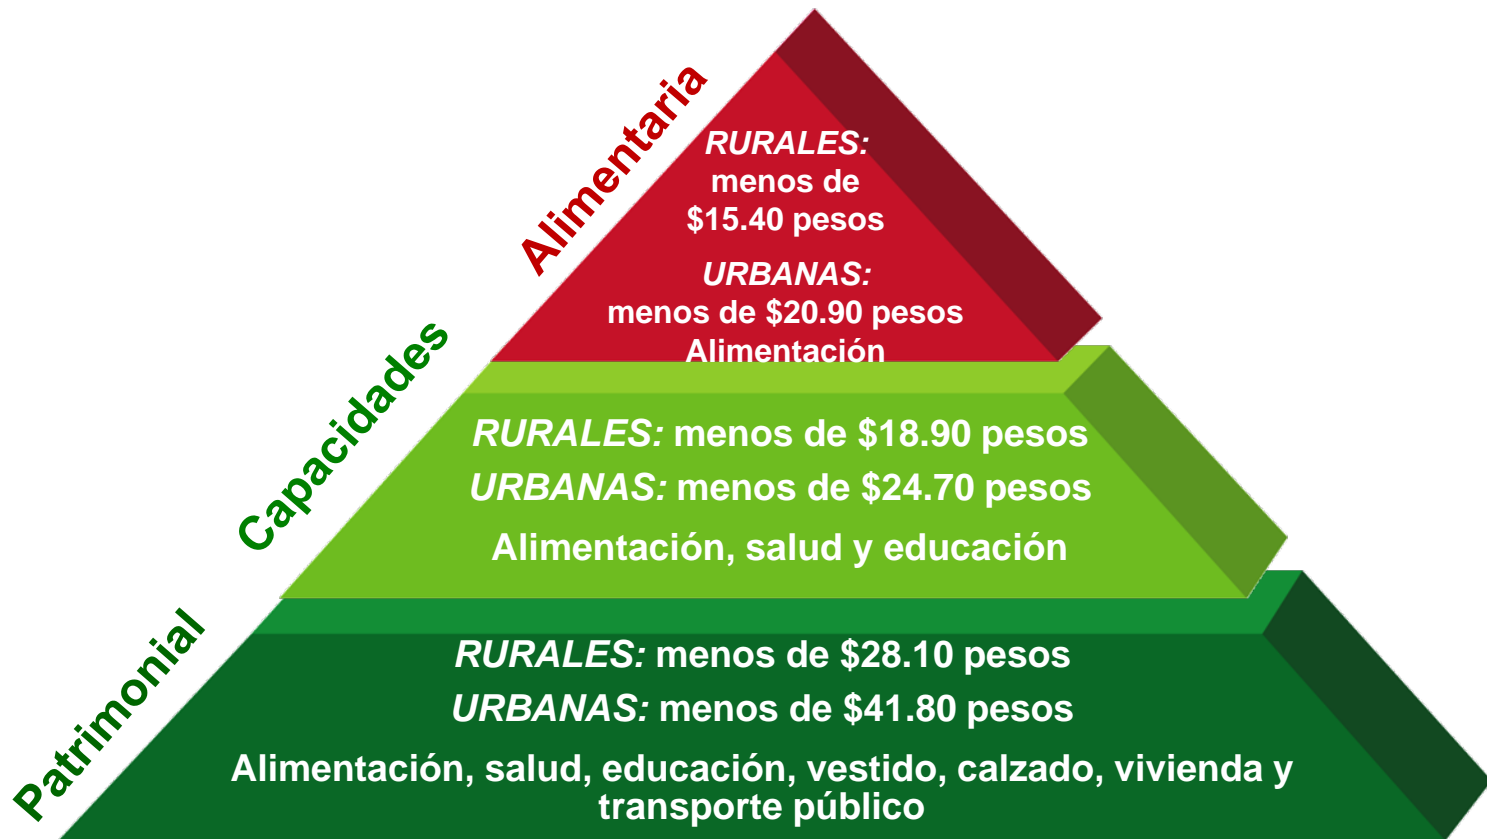 Alimentaria
RURALES:
menos de
$15.40 pesos
URBANAS:
menos de $20.90 pesos
Alimentación
Capacidades
RURALES: menos de $18.90 pesos
URBANAS: menos de $24.70 pesos
Alimentación, salud y educación
Patrimonial
RURALES: menos de $28.10 pesos
URBANAS: menos de $41.80 pesos
Alimentación, salud, educación, vestido, calzado, vivienda y
transporte público